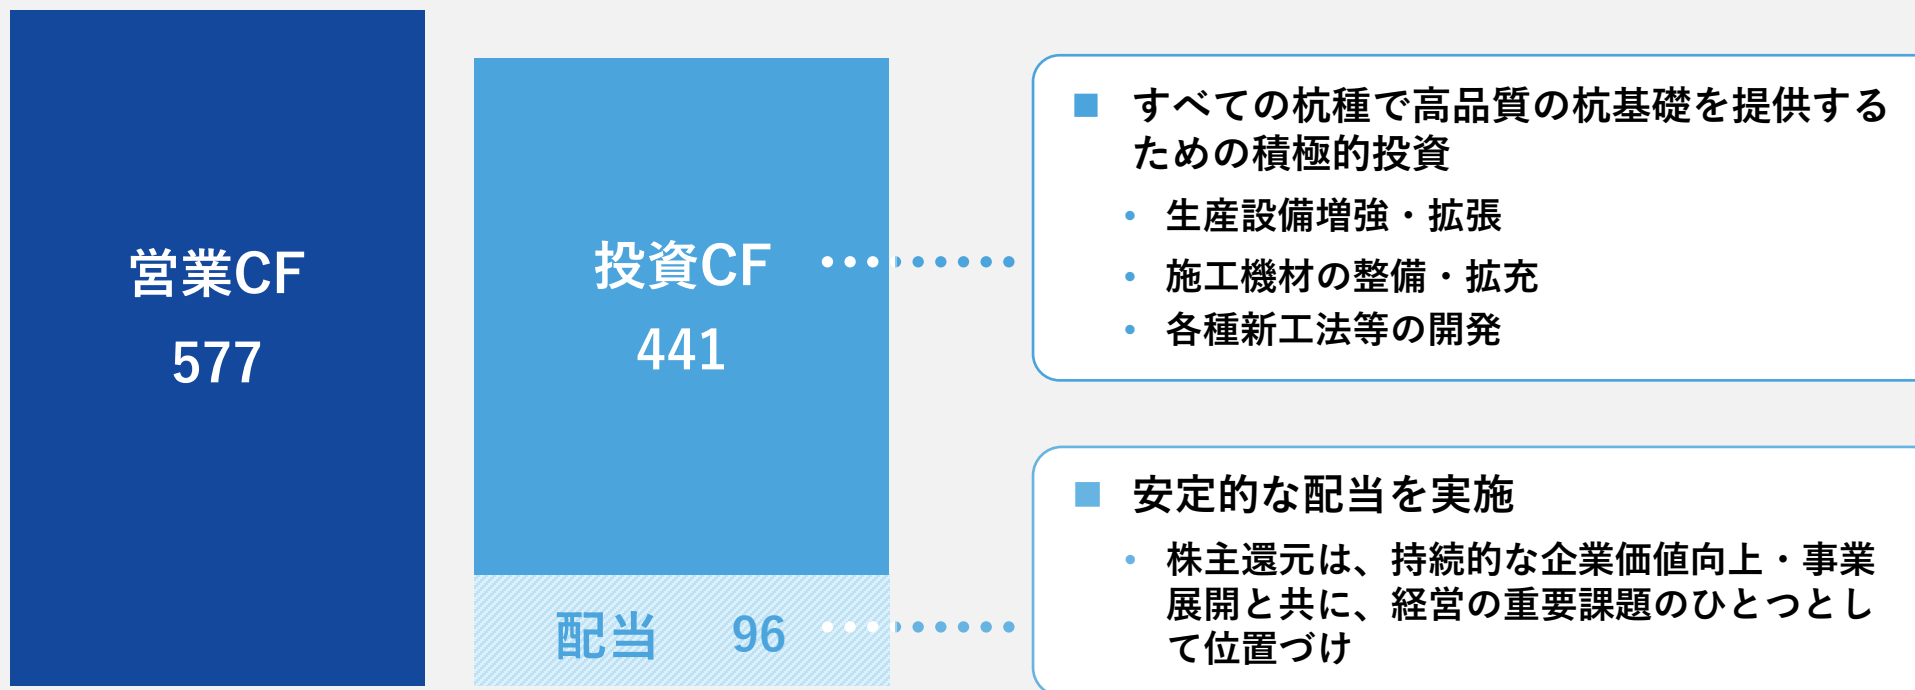 営業CF
577
投資CF
441
配当 96
■ すべての杭種で高品質の杭基礎を提供する
ための積極的投資
• 生産設備増強・拡張
• 施工機材の整備・拡充
• 各種新工法等の開発
■ 安定的な配当を実施
• 株主還元は、持続的な企業価値向上・事業
展開と共に、経営の重要課題のひとつとし
て位置づけ